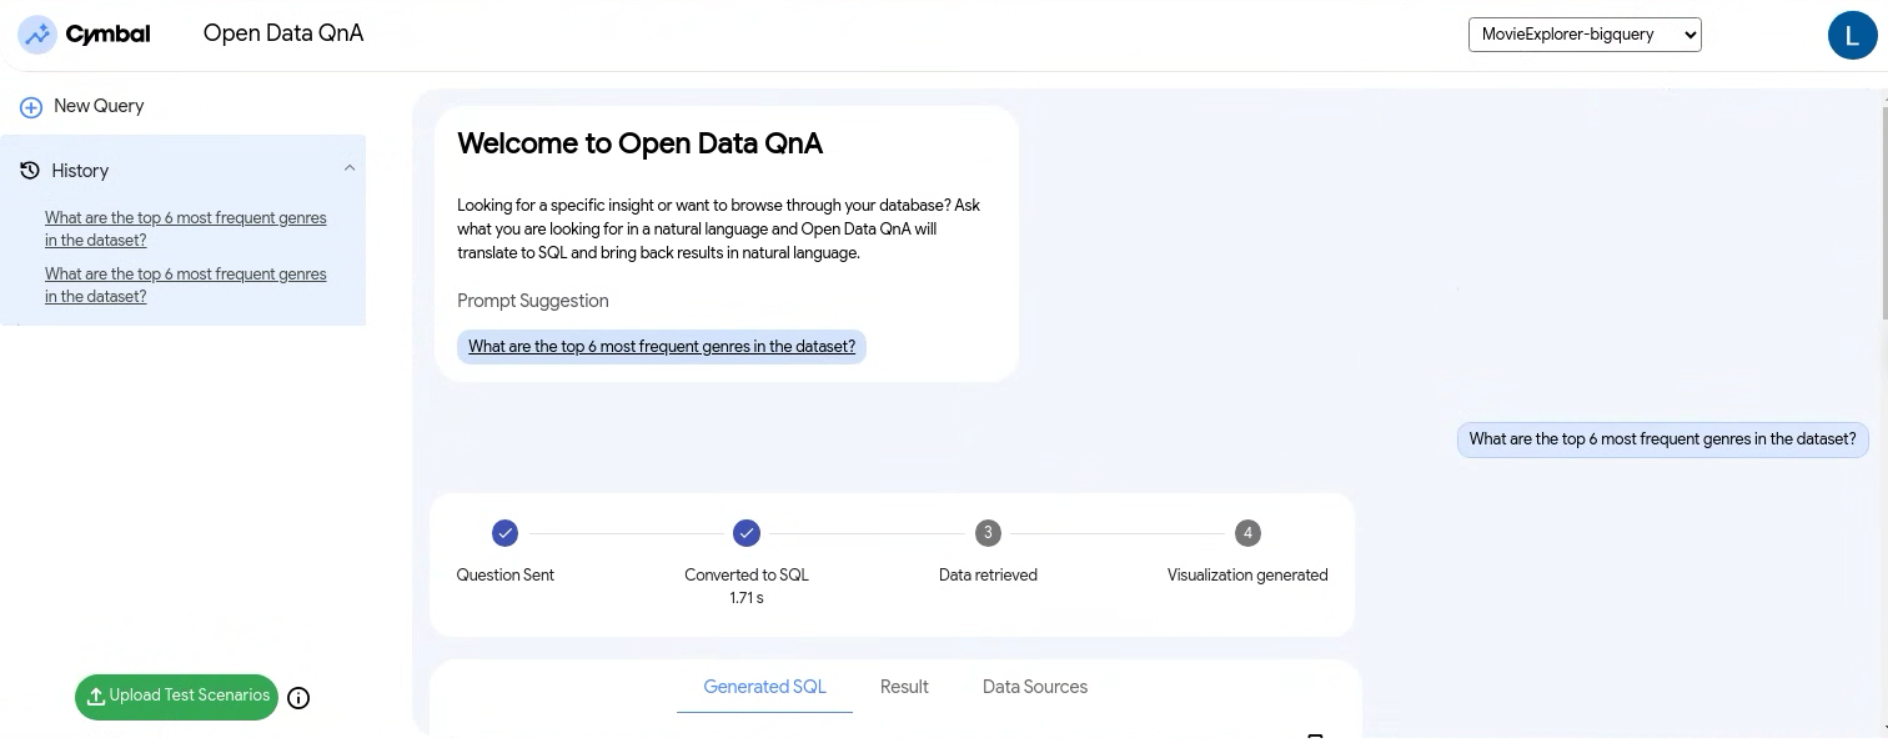 Cymbal
Open Data QnA
MovieExplorer-bigquery
L
New Query
History
What are the top 6 most frequent genres
in the dataset?
What are the top 6 most frequent genres
in the dataset?
Upload Test Scenarios
Welcome to Open Data QnA
Looking for a specific insight or want to browse through your database? Ask
what you are looking for in a natural language and Open Data QnA will
translate to SQL and bring back results in natural language.
Prompt Suggestion
What are the top 6 most frequent genres in the dataset?
What are the top 6 most frequent genres in the dataset?
3
4
Question Sent
Converted to SQL
1.71 s
Data retrieved
Visualization generated
Generated SQL
Result
Data Sources